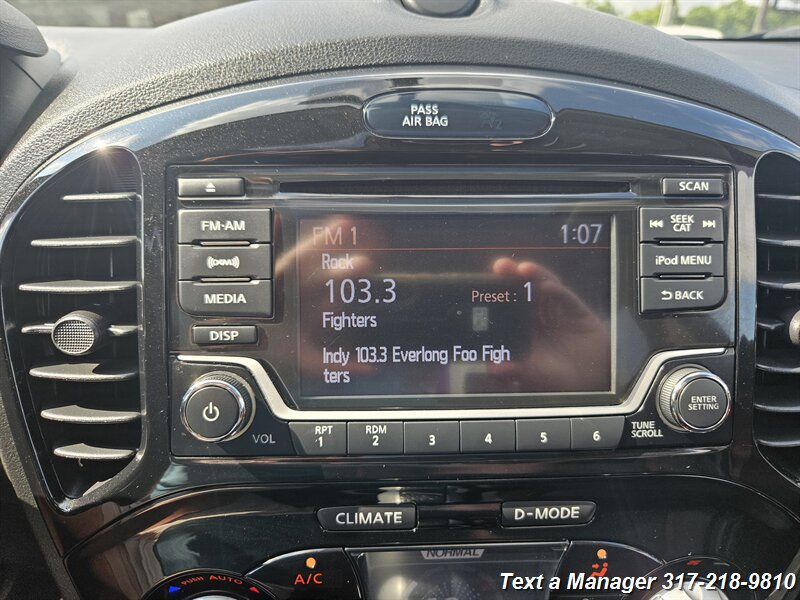 PASS
AIR BAG
SCAN
FM·AM
SEEK
CAT
((SXM))
iPod MENU
MEDIA
BACK
DISP
FM 1
1:07
Rock
103.3
Preset : 1
Fighters
Indy 103.3 Everlong Foo Figh
ters
VOL
RPT
1
RDM
2
3
4
5
6
TUNE
SCROLL
ENTER
SETTING
CLIMATE
D-MODE
NORMAL
PUSH AUTO
A/C
Text a Manager 317-218-9810